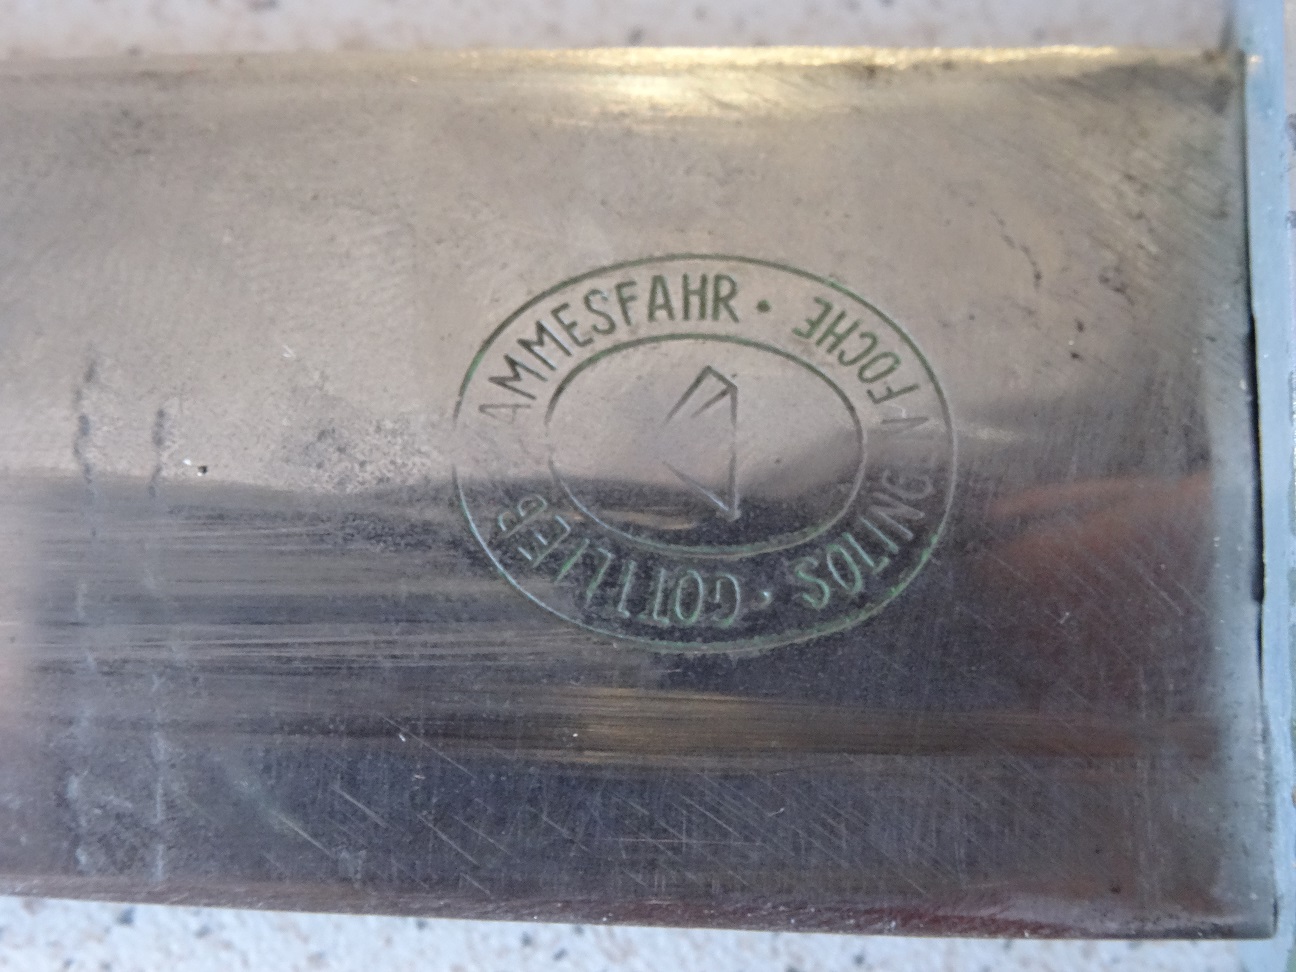 GOTTLIEB AMMESFAHR ·
SOLING FOCHE ·